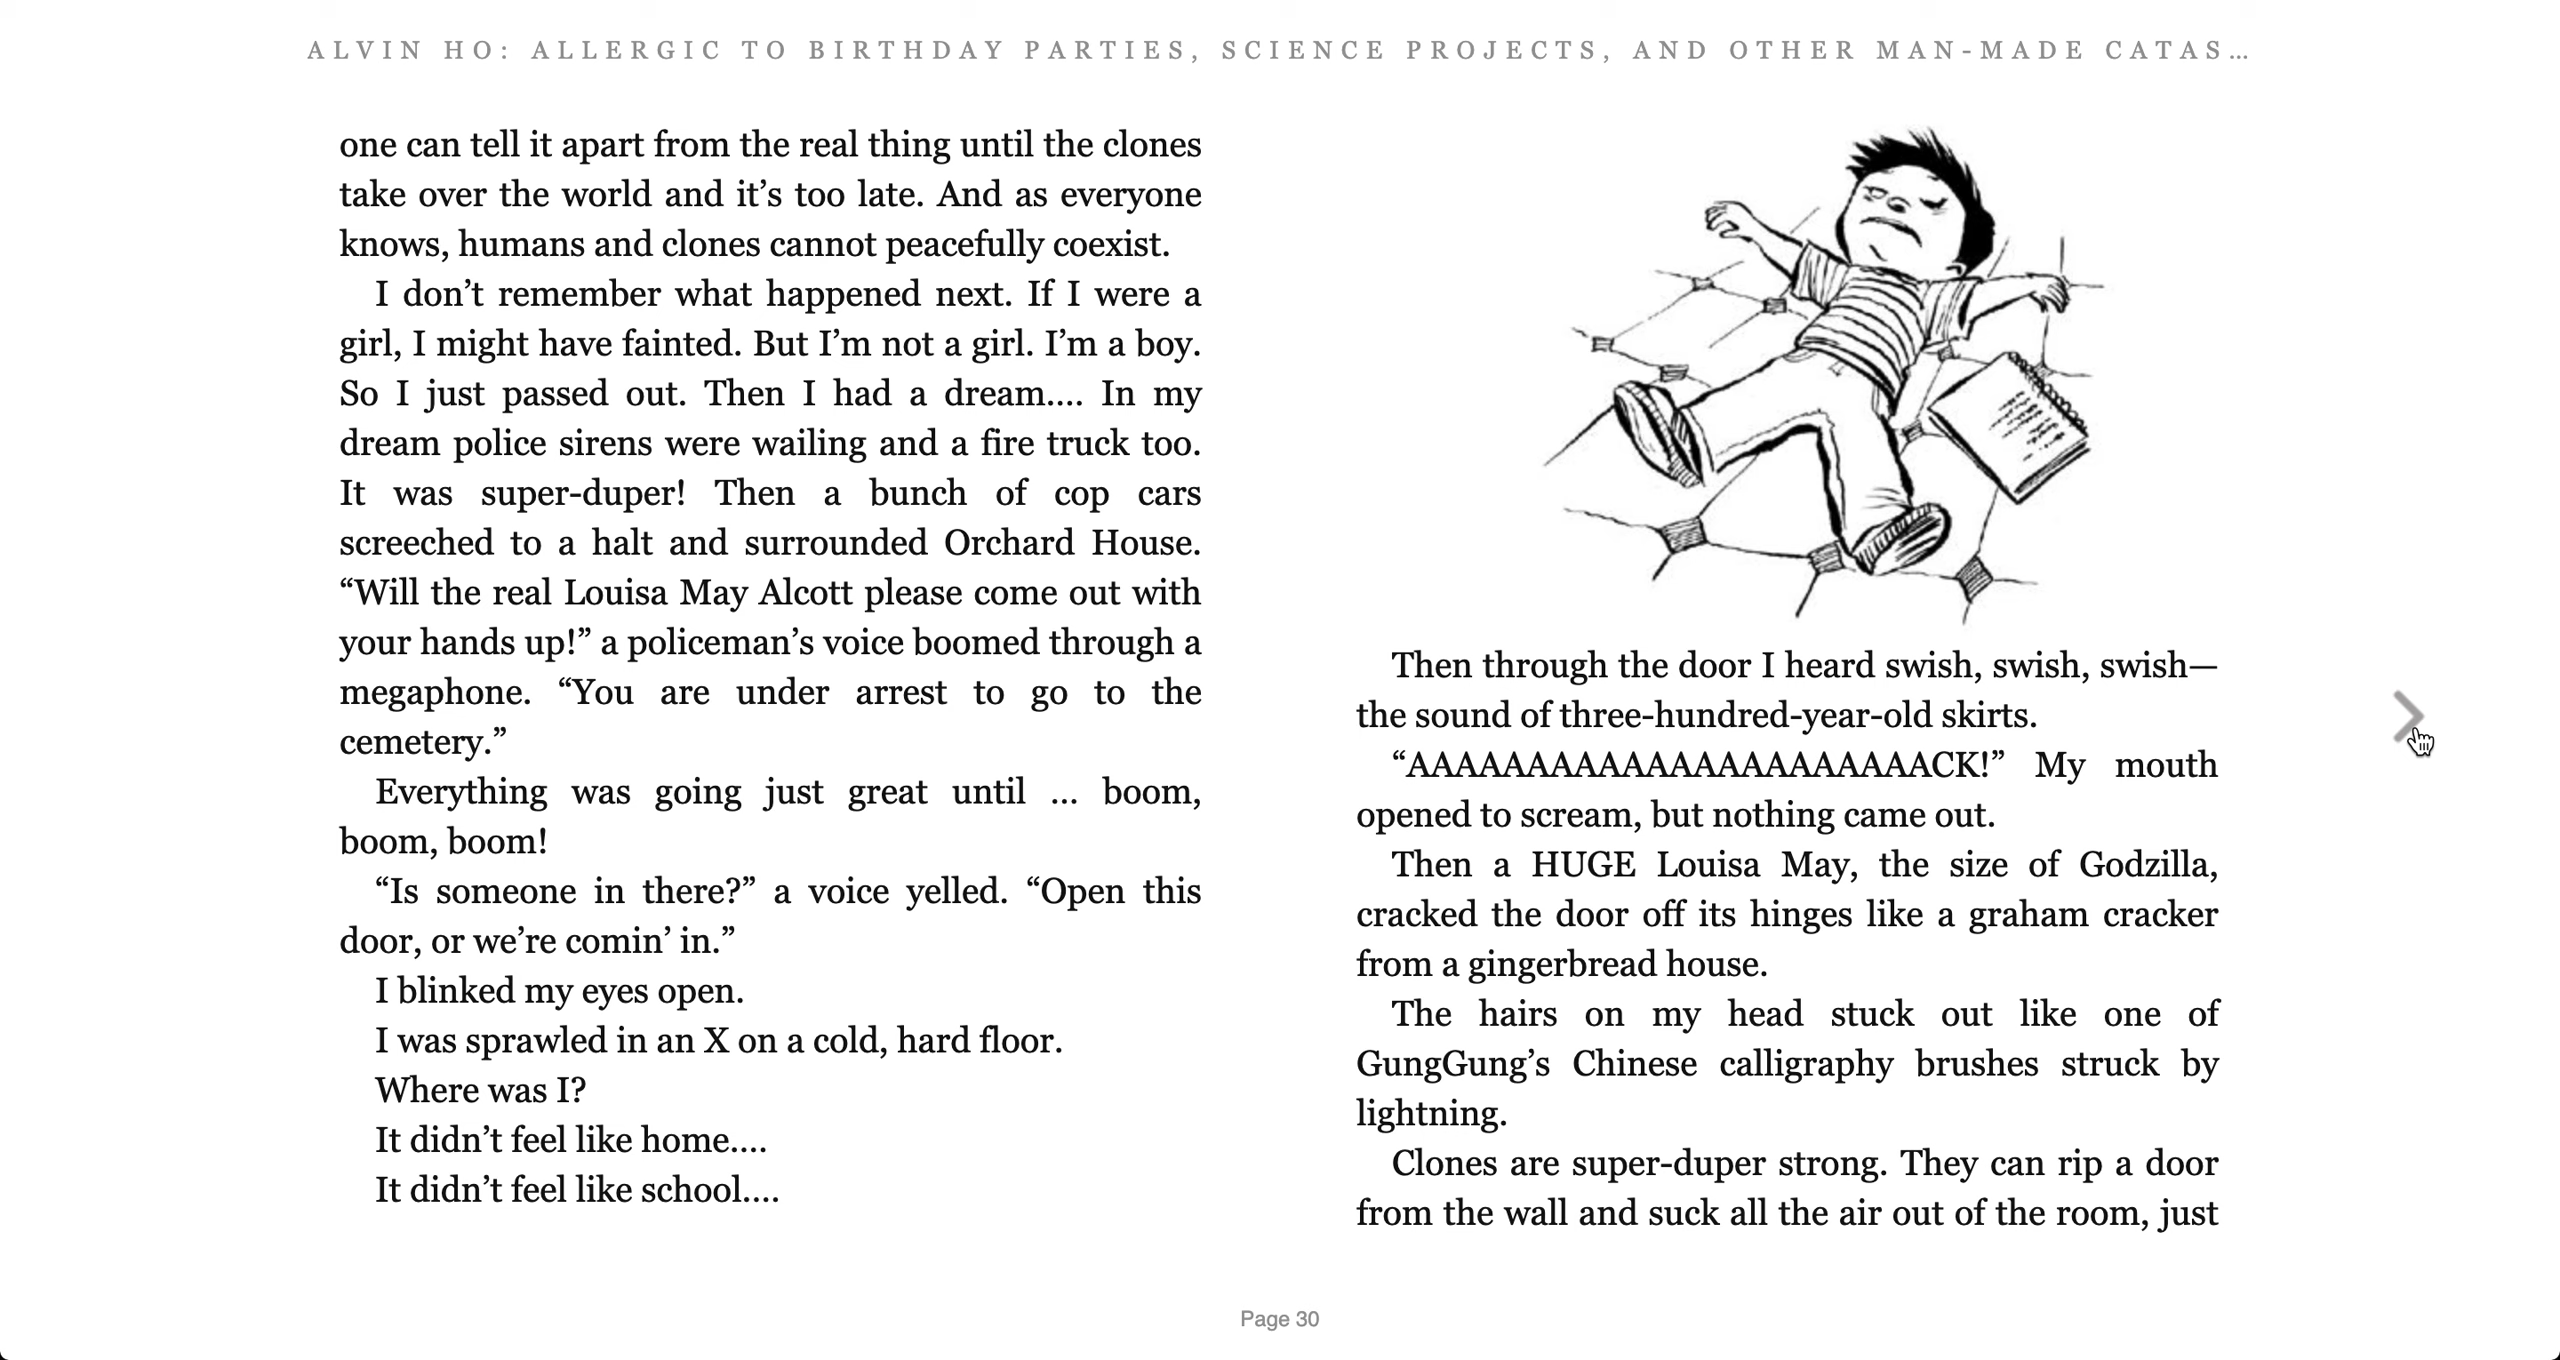 ALVIN HO: ALLERGIC TO BIRTHDAY PARTIES, SCIENCE PROJECTS, AND OTHER MAN-MADE CATAS…
one can tell it apart from the real thing until the clones
take over the world and it’s too late. And as everyone
knows, humans and clones cannot peacefully coexist.
I don’t remember what happened next. If I were a
girl, I might have fainted. But I’m not a girl. I’m a boy.
So I just passed out. Then I had a dream.... In my
dream police sirens were wailing and a fire truck too.
It was super-duper! Then a bunch of cop cars
screeched to a halt and surrounded Orchard House.
“Will the real Louisa May Alcott please come out with
your hands up!” a policeman’s voice boomed through a
megaphone. “You are under arrest to go to the
cemetery.”
Everything was going just great until ... boom,
boom, boom!
“Is someone in there?” a voice yelled. “Open this
door, or we’re comin’ in.”
I blinked my eyes open.
I was sprawled in an X on a cold, hard floor.
Where was I?
It didn’t feel like home....
It didn’t feel like school....
Then through the door I heard swish, swish, swish—
the sound of three-hundred-year-old skirts.
“AAAAAAAAAAAAAAAAAAAAAACK!” My mouth
opened to scream, but nothing came out.
Then a HUGE Louisa May, the size of Godzilla,
cracked the door off its hinges like a graham cracker
from a gingerbread house.
The hairs on my head stuck out like one of
GungGung’s Chinese calligraphy brushes struck by
lightning.
Clones are super-duper strong. They can rip a door
from the wall and suck all the air out of the room, just
Page 30